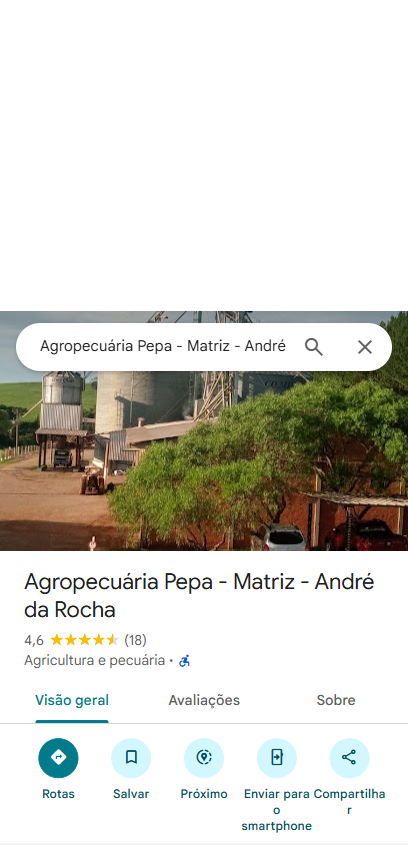 Agropecuária Pepa - Matriz - André
Agropecuária Pepa - Matriz - André
da Rocha
4,6 (18)
Agricultura e pecuária ·
Visão geral Avaliações Sobre
Rotas Salvar Próximo Enviar para Compartilha
o r
smartphone